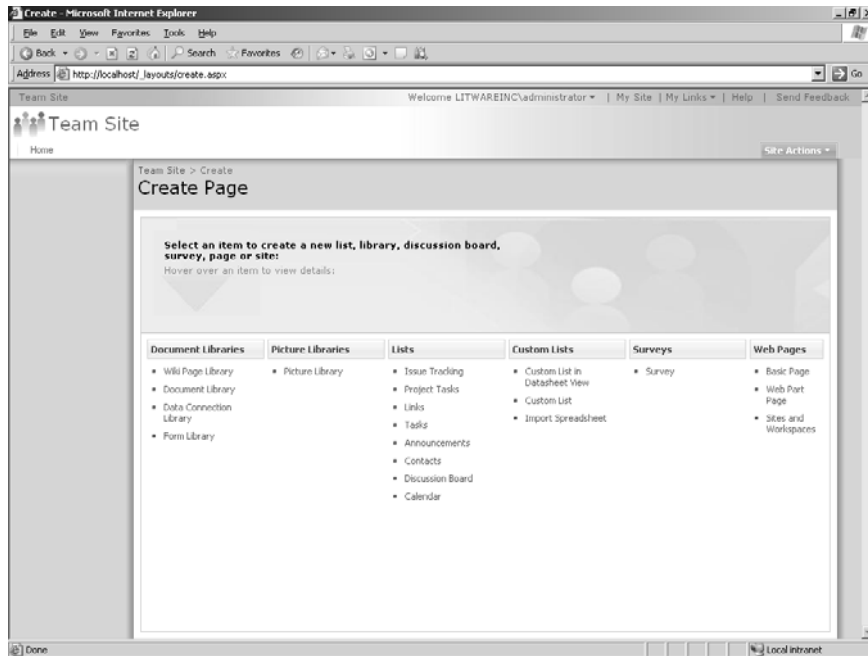 Create - Microsoft Internet Explorer
File Edit View Favorites Tools Help
Back Search Favorites
Address http://localhost/_layouts/create.aspx Go
Team Site Welcome LITWAREINC\administrator | My Site | My Links | Help | Send Feedback
Team Site
Home Site Actions
Team Site > Create
Create Page
Select an item to create a new list, library, discussion board,
survey, page or site:
Hover over an item to view details:
Document Libraries
Wiki Page Library
Document Library
Data Connection
Library
Form Library
Picture Libraries
Picture Library
Lists
Issue Tracking
Project Tasks
Links
Tasks
Announcements
Contacts
Discussion Board
Calendar
Custom Lists
Custom List in
Datasheet View
Custom List
Import Spreadsheet
Surveys
Survey
Web Pages
Basic Page
Web Part
Page
Sites and
Workspaces
Done Local intranet